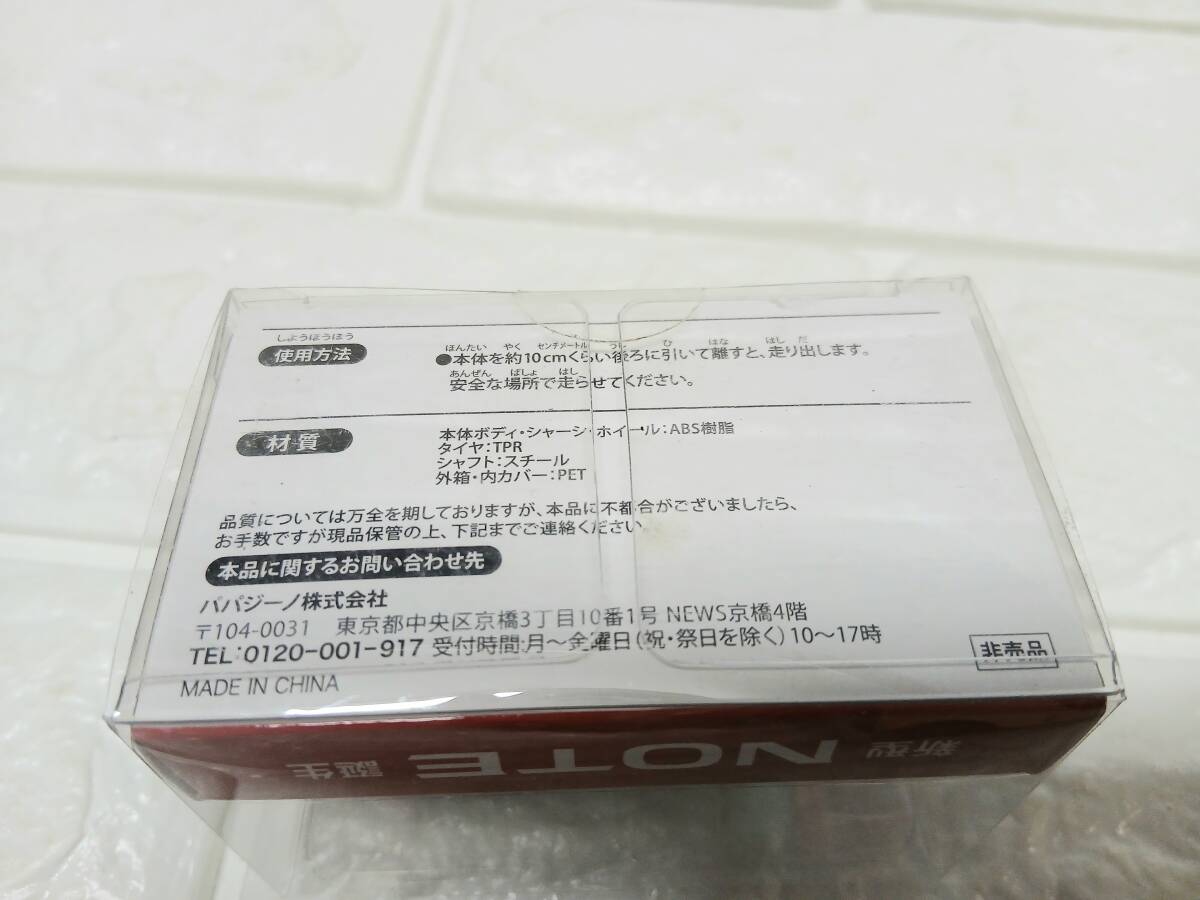 しようほうほう
使用方法
ほんたい やく センチメートル うし ひ はな はし だ
●本体を約10cmくらい後ろに引いて離すと、走り出します。
あんぜん ばしょ はし
安全な場所で走らせてください。
材質
本体ボディ・シャーシ・ホイール:ABS樹脂
タイヤ:TPR
シャフト:スチール
外箱・内カバー:PET
品質については万全を期しておりますが、本品に不都合がございましたら、
お手数ですが現品保管の上、下記までご連絡ください。
本品に関するお問い合わせ先
パパジーノ株式会社
〒104-0031 東京都中央区京橋3丁目10番1号 NEWS京橋4階
TEL:0120-001-917 受付時間:月〜金曜日(祝・祭日を除く)10〜17時
非売品
MADE IN CHINA
新型 NOTE 誕生